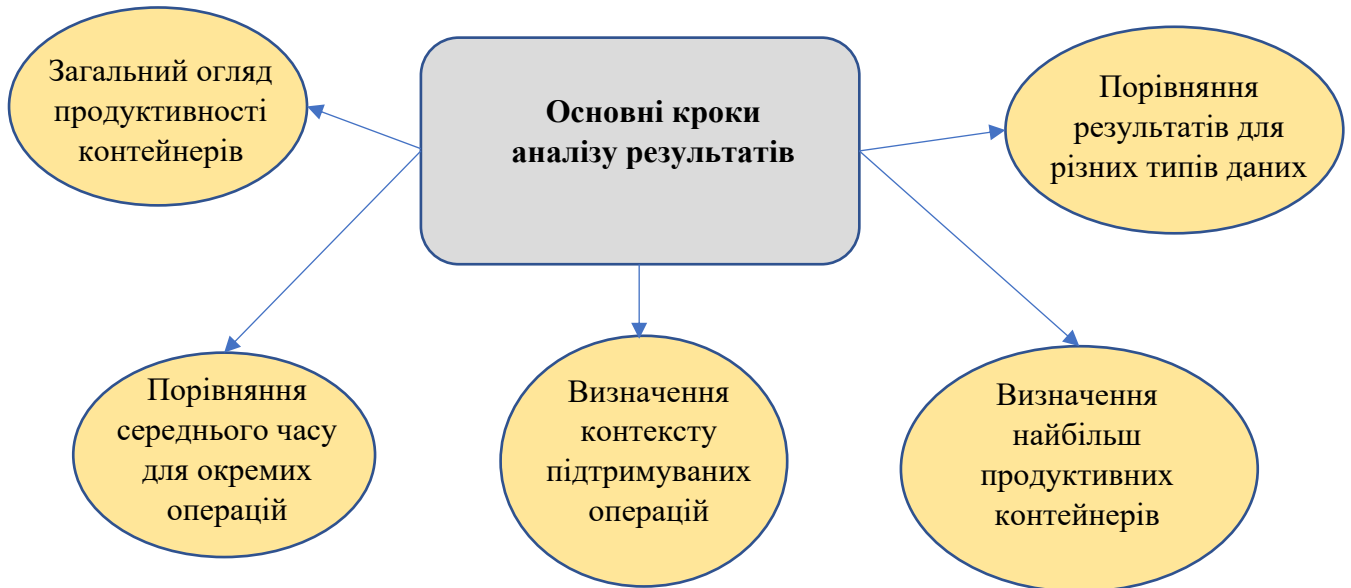 Загальний огляд
продуктивності
контейнерів
Основні кроки
аналізу результатів
Порівняння
результатів для
різних типів даних
Порівняння
середнього часу
для окремих
операцій
Визначення
контексту
підтримуваних
операцій
Визначення
найбільш
продуктивних
контейнерів